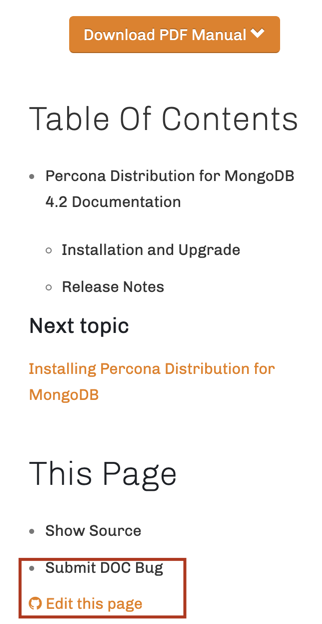 Download PDF Manual
Table Of Contents
Percona Distribution for MongoDB
4.2 Documentation
Installation and Upgrade
Release Notes
Next topic
Installing Percona Distribution for
MongoDB
This Page
Show Source
Submit DOC Bug
Edit this page